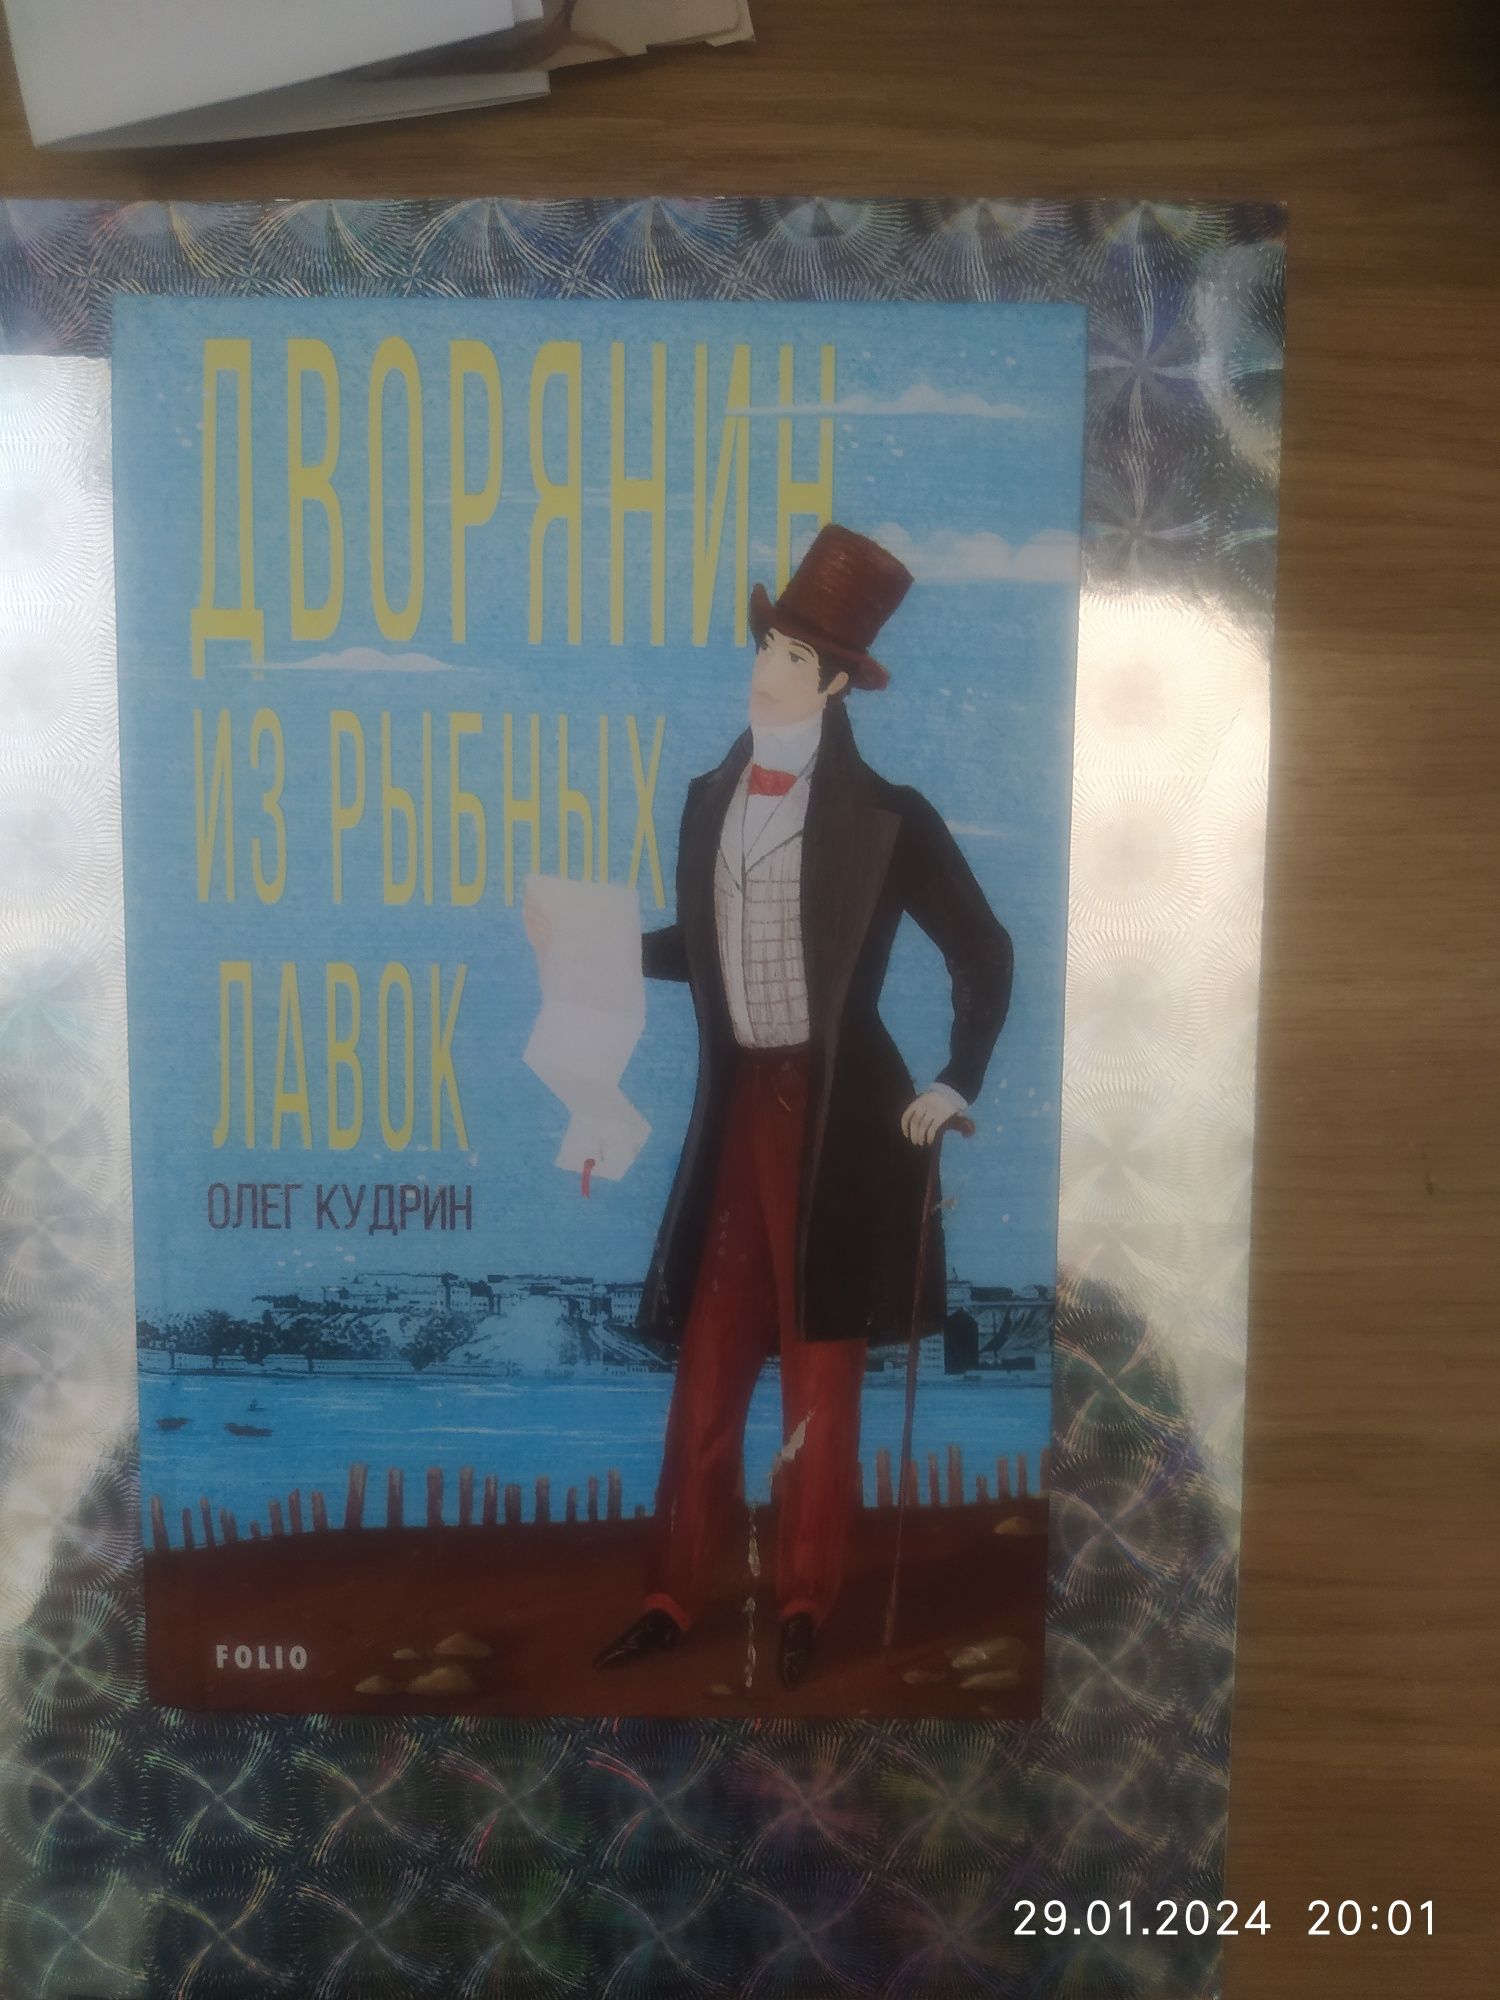 ДВОРЯНИН
ИЗ РЫБНЫХ
ЛАВОК
ОЛЕГ КУДРИН
FOLIO
29.01.2024 20:01